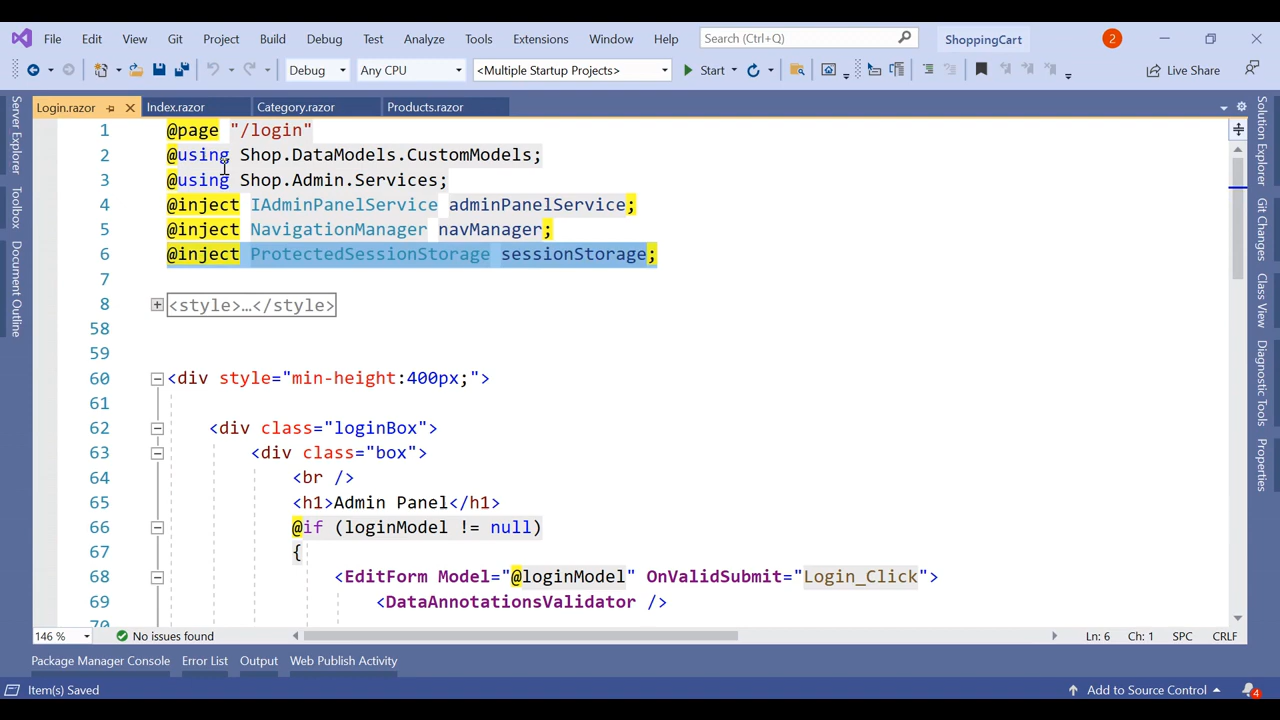 File Edit View Git Project Build Debug Test Analyze Tools Extensions Window Help Search (Ctrl+Q) ShoppingCart 2
Debug Any CPU <Multiple Startup Projects> Start Live Share
Login.razor Index.razor Category.razor Products.razor
Server Explorer
Toolbox
Document Outline
1 @page "/login"
2 @using Shop.DataModels.CustomModels;
3 @using Shop.Admin.Services;
4 @inject IAdminPanelService adminPanelService;
5 @inject NavigationManager navManager;
6 @inject ProtectedSessionStorage sessionStorage;
7
8 <style>…</style>
58
59
60 <div style="min-height:400px;">
61
62 <div class="loginBox">
63 <div class="box">
64 <br />
65 <h1>Admin Panel</h1>
66 @if (loginModel != null)
67 {
68 <EditForm Model="@loginModel" OnValidSubmit="Login_Click">
69 <DataAnnotationsValidator />
70
Solution Explorer
Git Changes
Class View
Diagnostic Tools
Properties
146 % No issues found Ln: 6 Ch: 1 SPC CRLF
Package Manager Console Error List Output Web Publish Activity
Item(s) Saved Add to Source Control 4